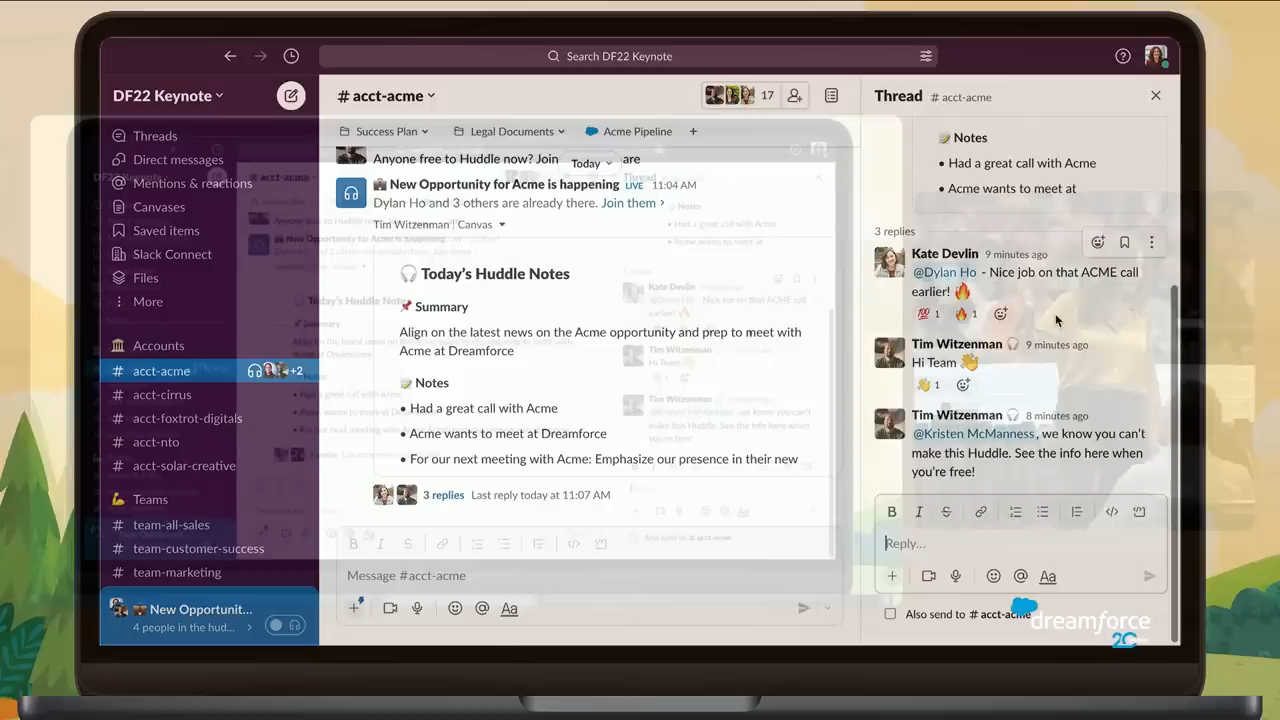 Search DF22 Keynote
DF22 Keynote
Threads
Direct messages
Mentions & reactions
Canvases
Saved items
Slack Connect
Files
More
Accounts
# acct-acme
+2
# acct-cirrus
# acct-foxtrot-digitals
# acct-nto
# acct-solar-creative
Teams
# team-all-sales
# team-customer-success
# team-marketing
New Opportunit...
4 people in the hud...
# acct-acme
17
Success Plan
Legal Documents
Acme Pipeline
+
Anyone free to Huddle now? Join
are
Today
New Opportunity for Acme is happening LIVE 11:04 AM
Dylan Ho and 3 others are already there. Join them
Tim Witzenman | Canvas
Today's Huddle Notes
Summary
Align on the latest news on the Acme opportunity and prep to meet with
Acme at Dreamforce
Notes
• Had a great call with Acme
• Acme wants to meet at Dreamforce
• For our next meeting with Acme: Emphasize our presence in their new
3 replies Last reply today at 11:07 AM
B I S
Message #acct-acme
+ @ Aa
Thread # acct-acme
Notes
• Had a great call with Acme
• Acme wants to meet at
3 replies
Kate Devlin 9 minutes ago
@Dylan Ho - Nice job on that ACME call
earlier! 🔥
💯 1 🔥 1
Tim Witzenman 9 minutes ago
Hi Team 👋
👋 1
Tim Witzenman 8 minutes ago
@Kristen McManness, we know you can't
make this Huddle. See the info here when
you're free!
B I S
Reply...
+ @ Aa
Also send to # acct-acme
dreamforce
20